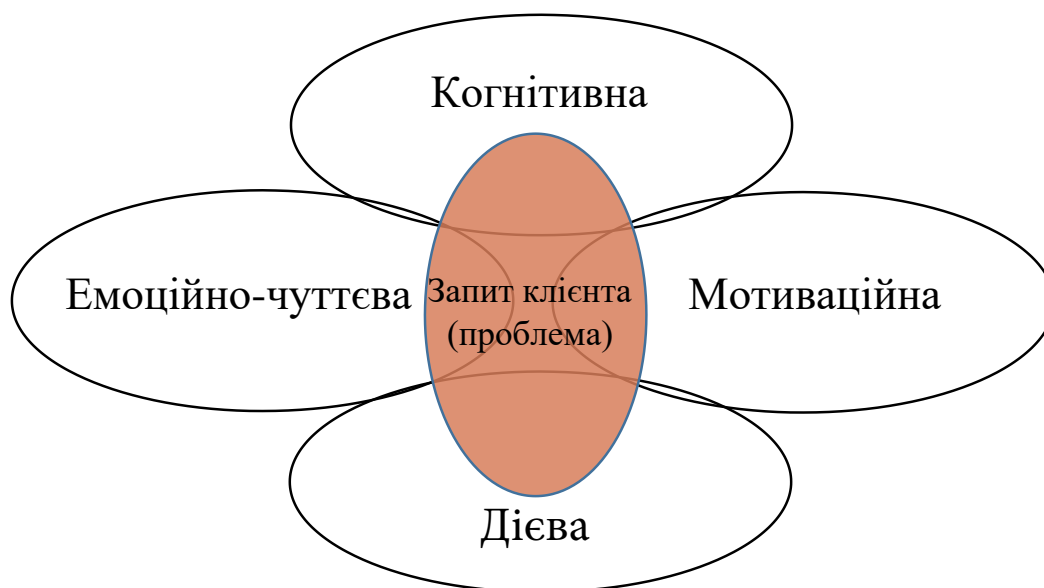 Когнітивна
Емоційно-чуттєва
Запит клієнта
(проблема)
Мотиваційна
Дієва